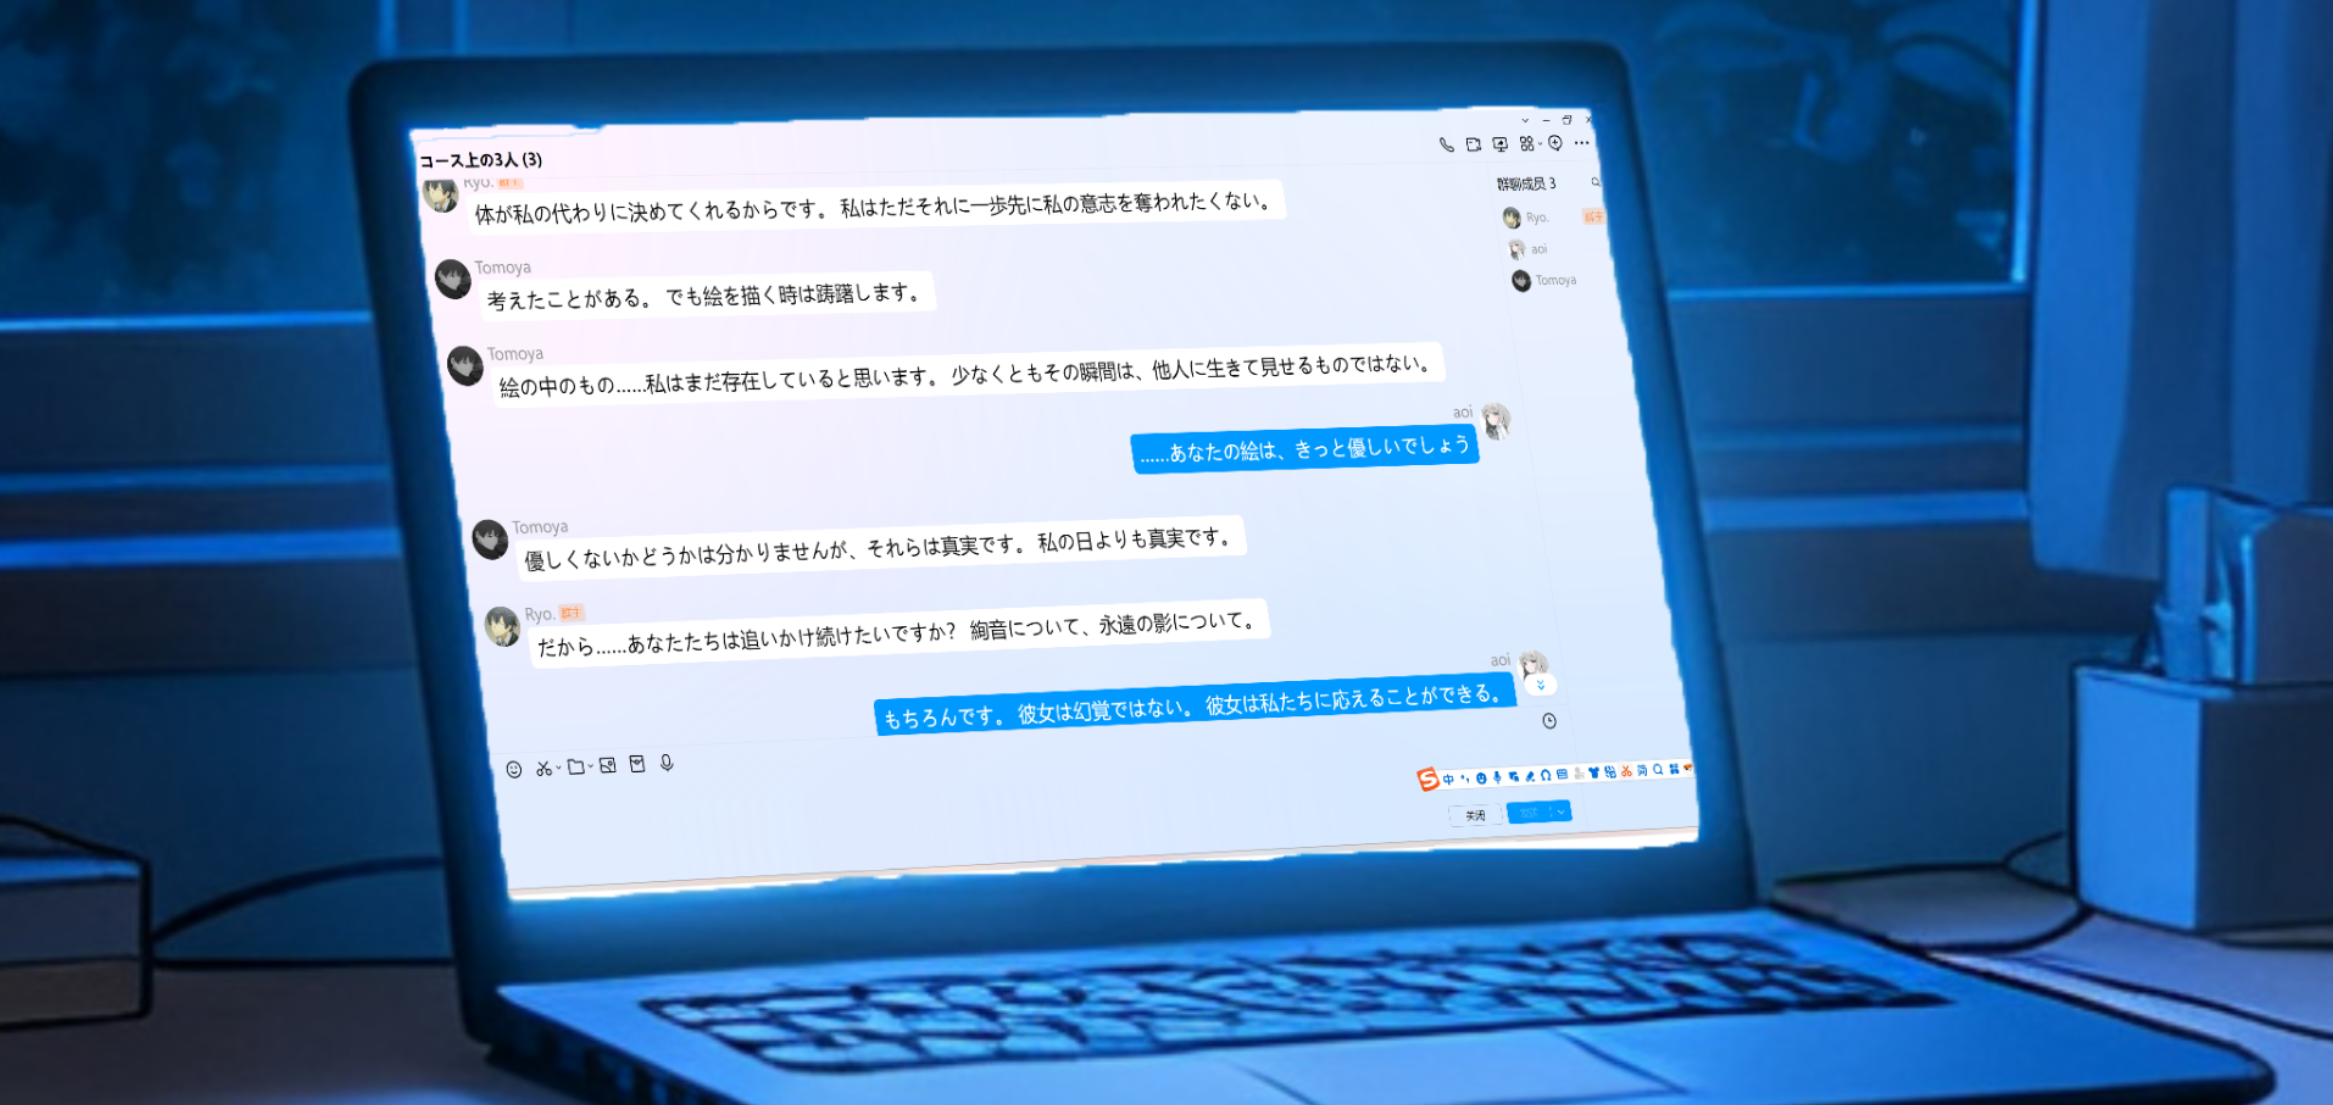 コース上の3人 (3)
Ryo. 群主
体が私の代わりに決めてくれるからです。 私はただそれに一歩先に私の意志を奪われたくない。
Tomoya
考えたことがある。 でも絵を描く時は躊躇します。
Tomoya
絵の中のもの……私はまだ存在していると思います。 少なくともその瞬間は、他人に生きて見せるものではない。
aoi
……あなたの絵は、きっと優しいでしょう
Tomoya
優しくないかどうかは分かりませんが、それらは真実です。 私の日よりも真実です。
Ryo. 群主
だから……あなたたちは追いかけ続けたいですか? 絢音について、永遠の影について。
aoi
もちろんです。 彼女は幻覚ではない。 彼女は私たちに応えることができる。
群聊成员 3
Ryo. 群主
aoi
Tomoya
S 中 简
关闭